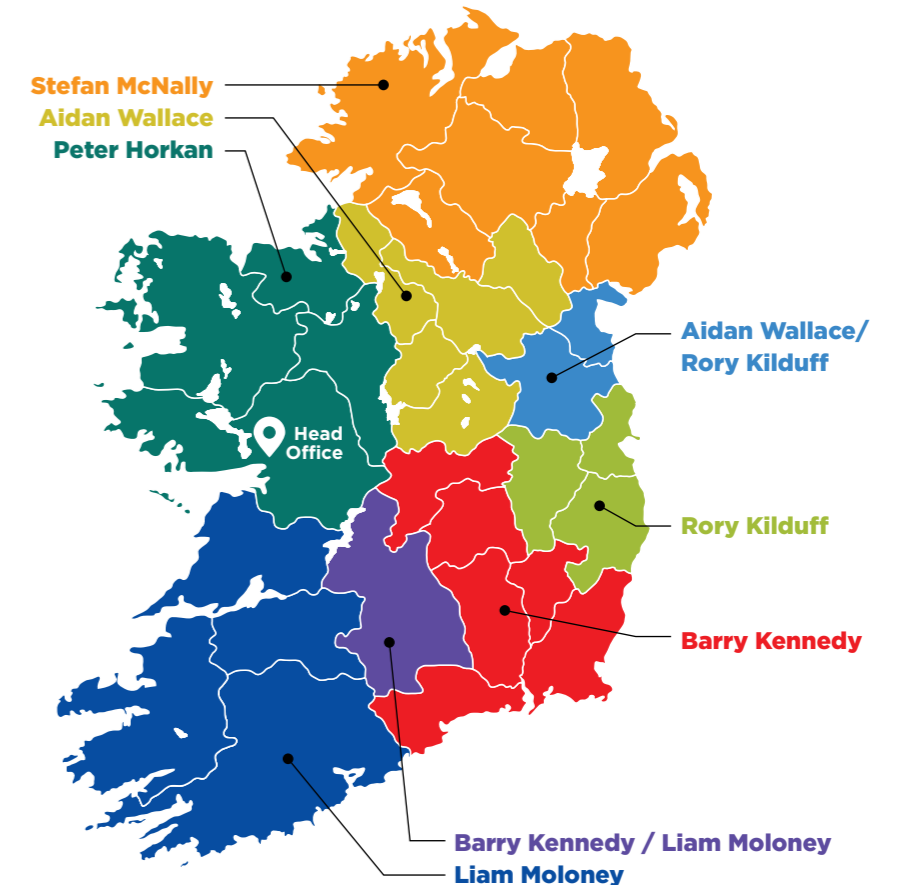 Stefan McNally
Aidan Wallace
Peter Horkan
Aidan Wallace/
Rory Kilduff
Head
Office
Rory Kilduff
Barry Kennedy
Barry Kennedy / Liam Moloney
Liam Moloney